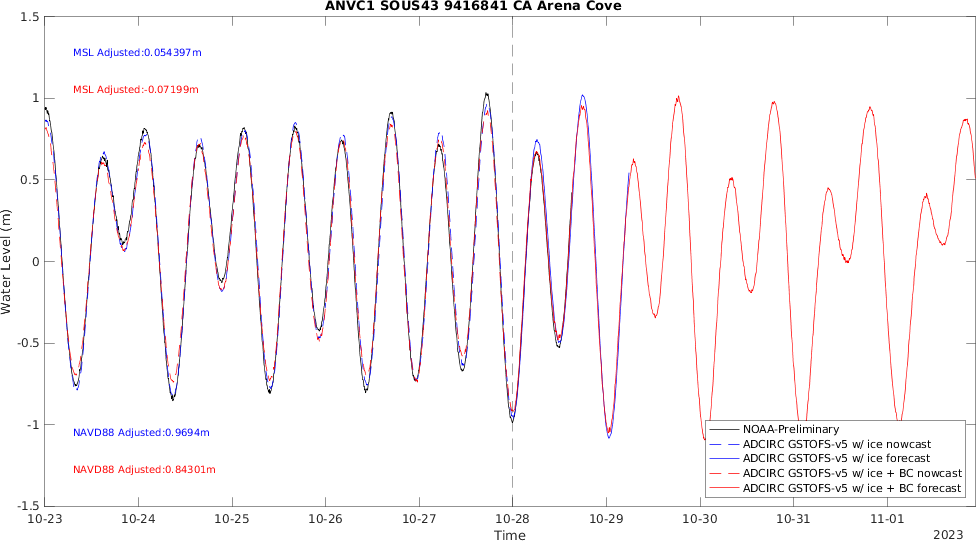 ANVC1 SOUS43 9416841 CA Arena Cove
1.5
1
0.5
0
-0.5
-1
-1.5
Water Level (m)
MSL Adjusted:0.054397m
MSL Adjusted:-0.07199m
NAVD88 Adjusted:0.9694m
NAVD88 Adjusted:0.84301m
NOAA-Preliminary
ADCIRC GSTOFS-v5 w/ ice nowcast
ADCIRC GSTOFS-v5 w/ ice forecast
ADCIRC GSTOFS-v5 w/ ice + BC nowcast
ADCIRC GSTOFS-v5 w/ ice + BC forecast
10-23 10-24 10-25 10-26 10-27 10-28 10-29 10-30 10-31 11-01
Time
2023